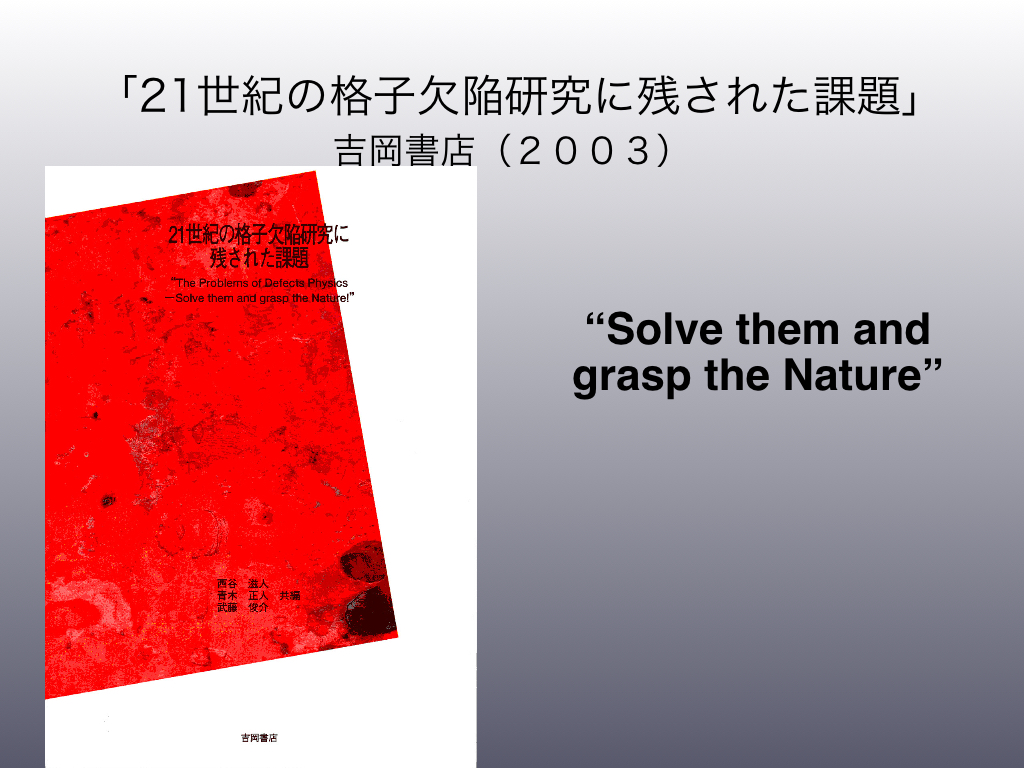 「21世紀の格子欠陥研究に残された課題」
吉岡書店（２００３）
21世紀の格子欠陥研究に
残された課題
“The Problems of Defects Physics
—Solve them and grasp the Nature!”
“Solve them and
grasp the Nature”
西谷　滋人
青木　正人　共編
武藤　俊介
吉岡書店